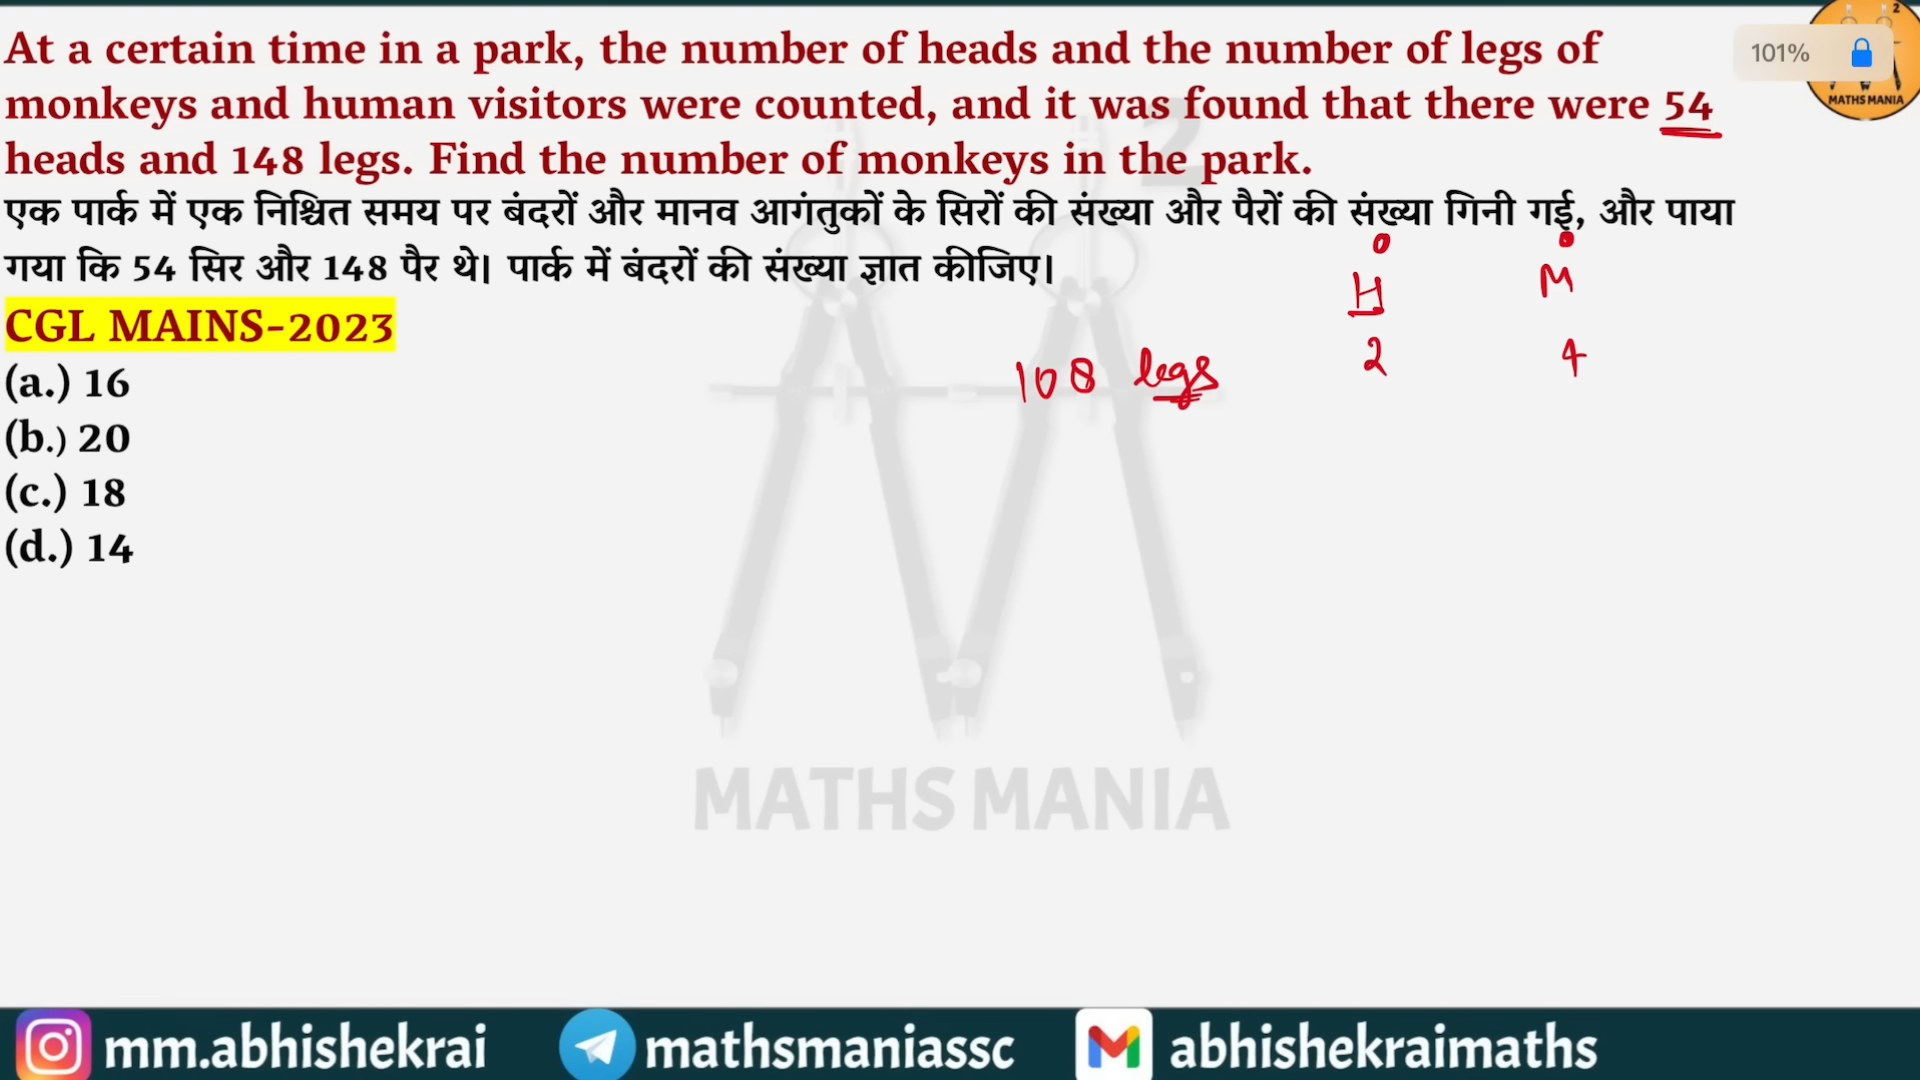 At a certain time in a park, the number of heads and the number of legs of
monkeys and human visitors were counted, and it was found that there were 54
heads and 148 legs. Find the number of monkeys in the park.
एक पार्क में एक निश्चित समय पर बंदरों और मानव आगंतुकों के सिरों की संख्या और पैरों की संख्या गिनी गई, और पाया
गया कि 54 सिर और 148 पैर थे। पार्क में बंदरों की संख्या ज्ञात कीजिए।
CGL MAINS-2023
(a.) 16
(b.) 20
(c.) 18
(d.) 14
H M
2 4
108 legs
101%
MATHS MANIA
2
MATHS MANIA
mm.abhishekrai mathsmaniassc abhishekraimaths